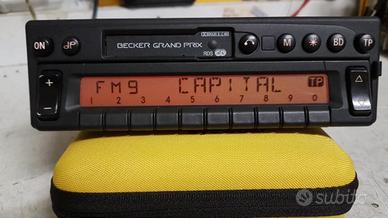 BECKER GRAND PRIX
RDS
ON
M
BD
TP
+
FM9 CAPITAL TP
−
1 2 3 4 5 6 7 8 9 0
subito